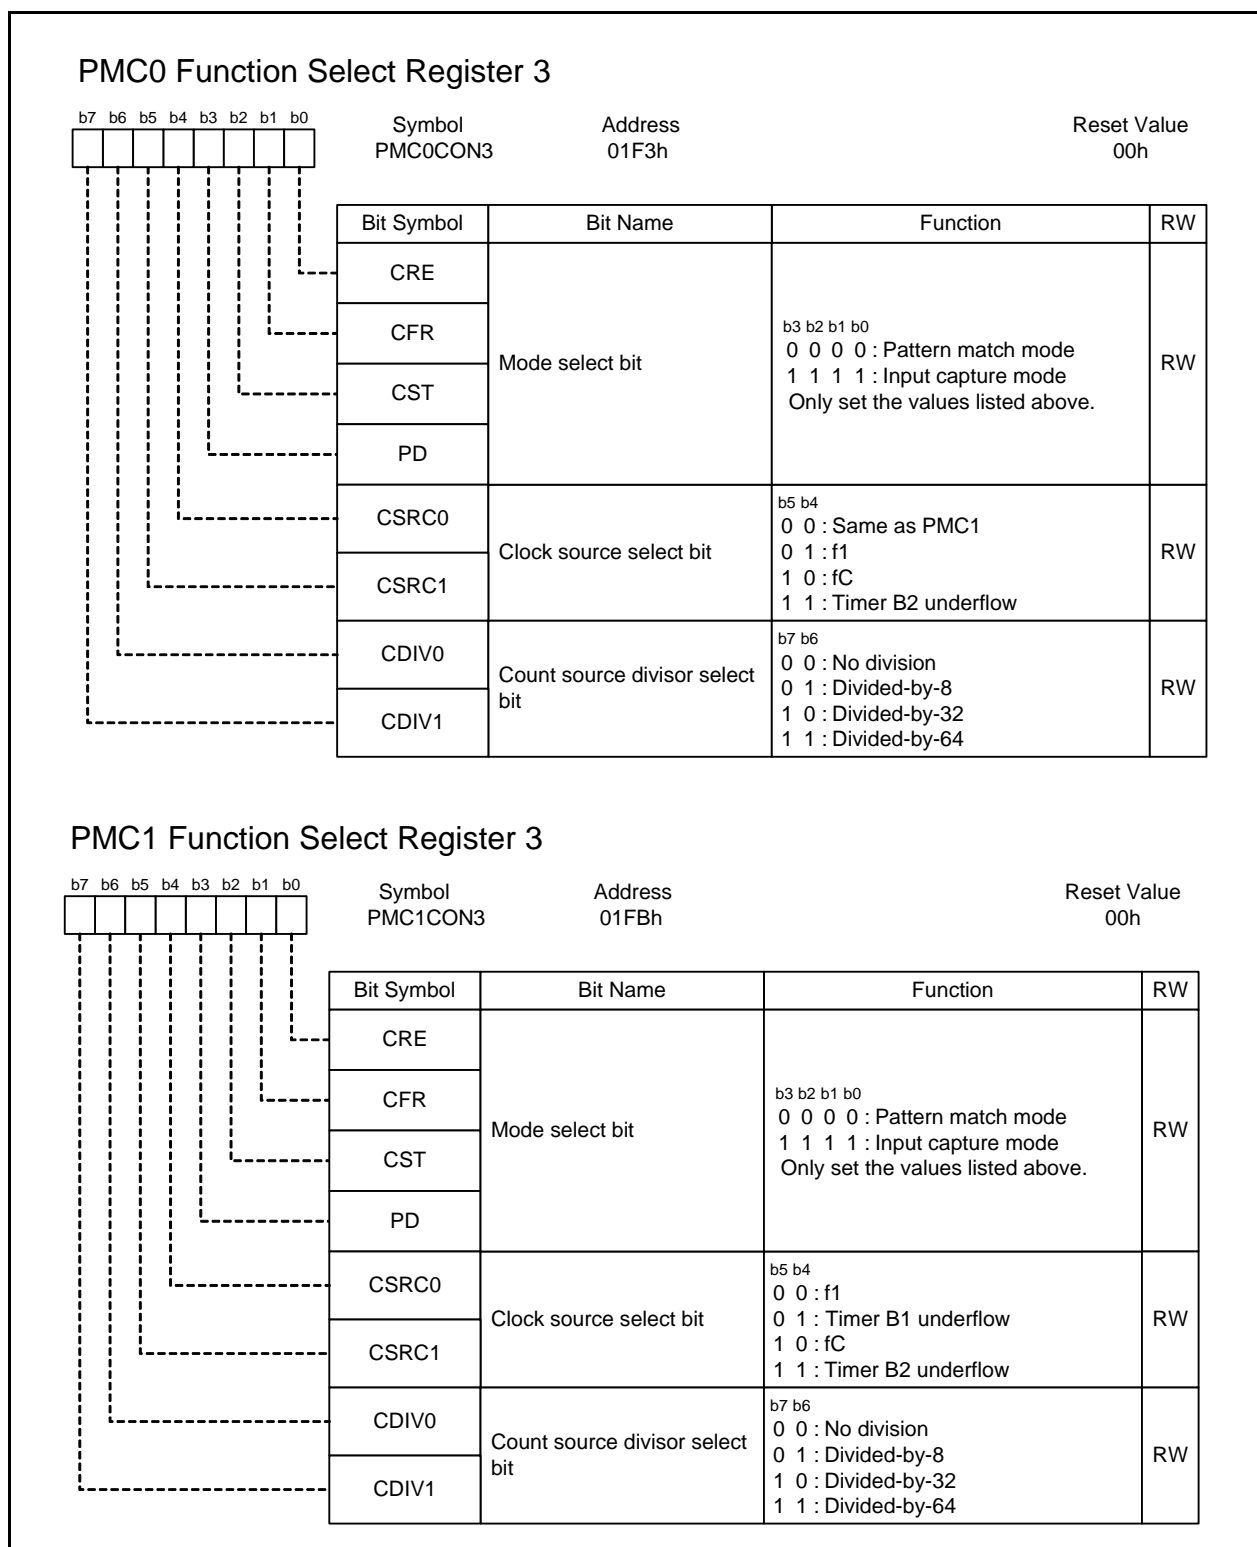 PMC0 Function Select Register 3
b7 b6 b5 b4 b3 b2 b1 b0
Symbol Address Reset Value
PMC0CON3 01F3h 00h
Bit Symbol Bit Name Function RW
CRE
CFR
CST
PD
Mode select bit
b3 b2 b1 b0
0 0 0 0 : Pattern match mode
1 1 1 1 : Input capture mode
Only set the values listed above.
RW
CSRC0
CSRC1
Clock source select bit
b5 b4
0 0 : Same as PMC1
0 1 : f1
1 0 : fC
1 1 : Timer B2 underflow
RW
CDIV0
CDIV1
Count source divisor select
bit
b7 b6
0 0 : No division
0 1 : Divided-by-8
1 0 : Divided-by-32
1 1 : Divided-by-64
RW
PMC1 Function Select Register 3
b7 b6 b5 b4 b3 b2 b1 b0
Symbol Address Reset Value
PMC1CON3 01FBh 00h
Bit Symbol Bit Name Function RW
CRE
CFR
CST
PD
Mode select bit
b3 b2 b1 b0
0 0 0 0 : Pattern match mode
1 1 1 1 : Input capture mode
Only set the values listed above.
RW
CSRC0
CSRC1
Clock source select bit
b5 b4
0 0 : f1
0 1 : Timer B1 underflow
1 0 : fC
1 1 : Timer B2 underflow
RW
CDIV0
CDIV1
Count source divisor select
bit
b7 b6
0 0 : No division
0 1 : Divided-by-8
1 0 : Divided-by-32
1 1 : Divided-by-64
RW